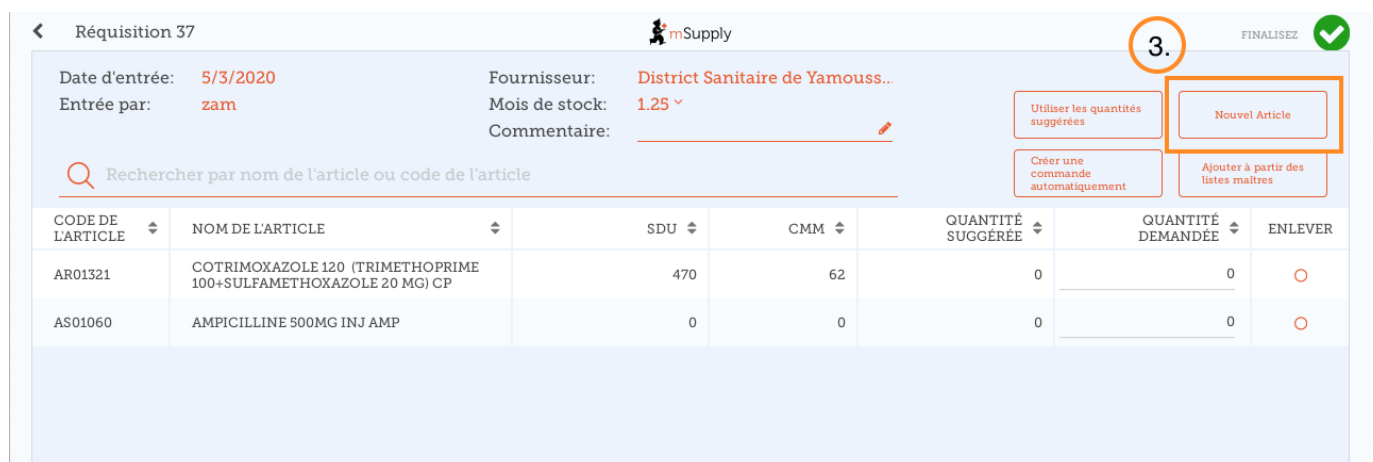 Réquisition 37
mSupply
3.
FINALISEZ
Date d'entrée: 5/3/2020
Entrée par: zam
Fournisseur: District Sanitaire de Yamouss...
Mois de stock: 1.25
Commentaire:
Utiliser les quantités
suggérées
Nouvel Article
Créer une
commande
automatiquement
Ajouter à partir des
listes maîtres
Rechercher par nom de l'article ou code de l'article
CODE DE
L'ARTICLE
NOM DE L'ARTICLE
SDU
CMM
QUANTITÉ
SUGGÉRÉE
QUANTITÉ
DEMANDÉE
ENLEVER
AR01321
COTRIMOXAZOLE 120 (TRIMETHOPRIME
100+SULFAMETHOXAZOLE 20 MG) CP
470
62
0
0
AS01060
AMPICILLINE 500MG INJ AMP
0
0
0
0